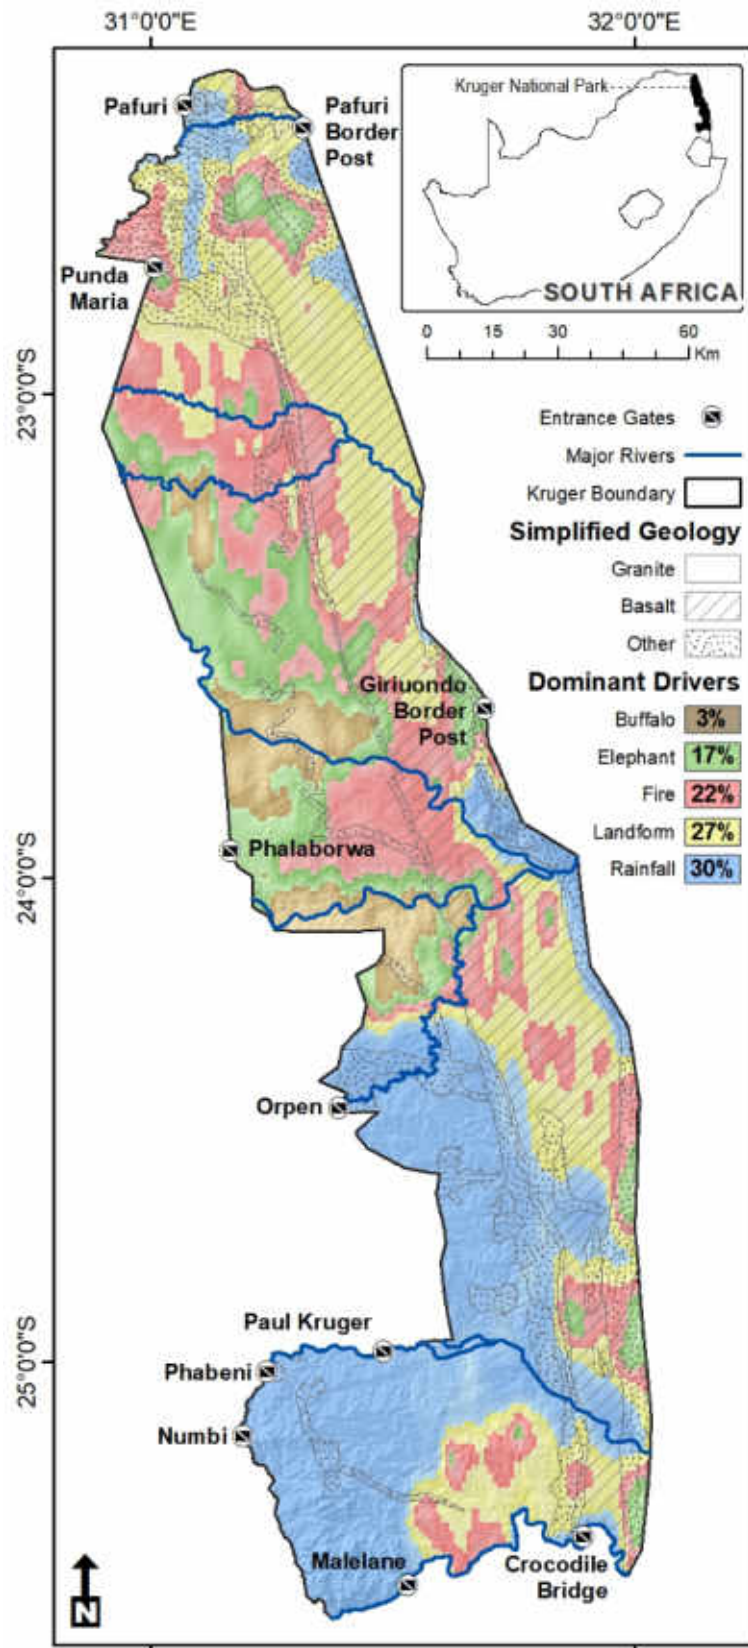 31°0'0"E
32°0'0"E
Pafuri
Pafuri
Border
Post
Kruger National Park
SOUTH AFRICA
Punda
Maria
0 15 30 60
Km
23°0'0"S
Entrance Gates
Major Rivers
Kruger Boundary
Simplified Geology
Granite
Basalt
Other
Dominant Drivers
Giriuondo
Border
Post
Buffalo 3%
Elephant 17%
Fire 22%
Landform 27%
Rainfall 30%
Phalaborwa
24°0'0"S
Orpen
Paul Kruger
25°0'0"S
Phabeni
Numbi
Malelane
Crocodile
Bridge
N